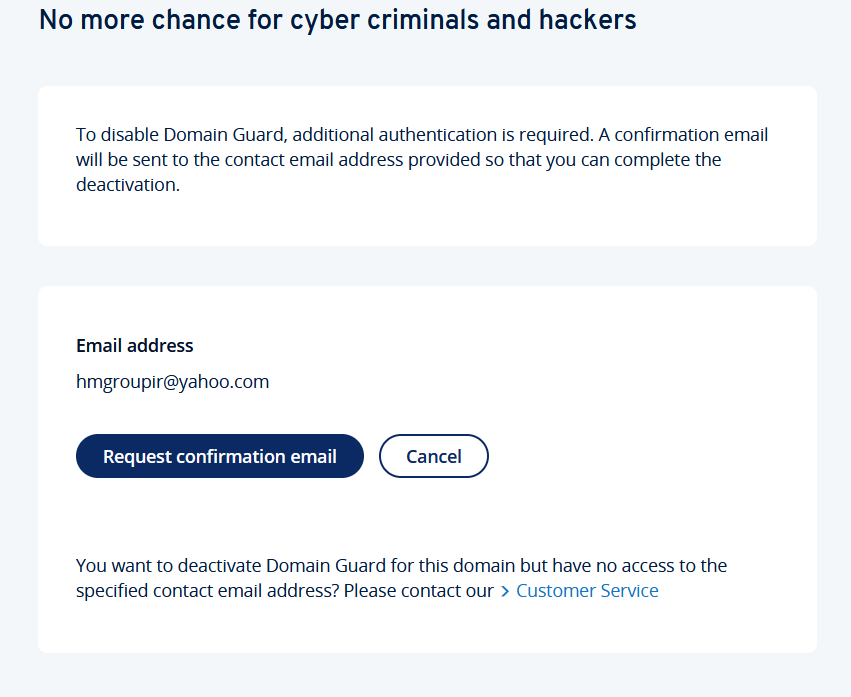 No more chance for cyber criminals and hackers
To disable Domain Guard, additional authentication is required. A confirmation email
will be sent to the contact email address provided so that you can complete the
deactivation.
Email address
hmgroupir@yahoo.com
Request confirmation email
Cancel
You want to deactivate Domain Guard for this domain but have no access to the
specified contact email address? Please contact our > Customer Service